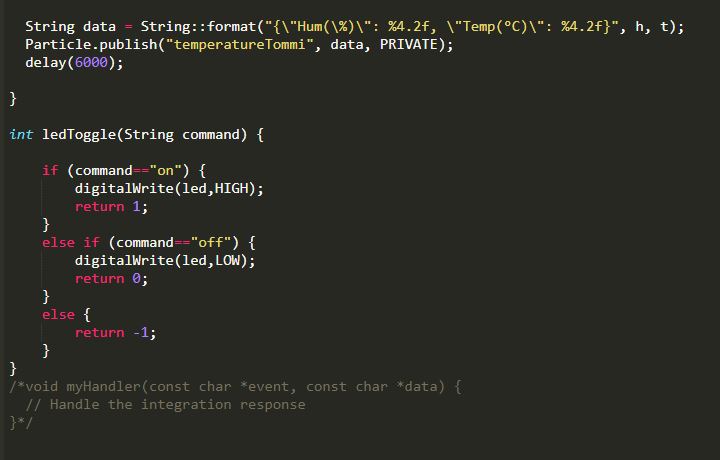 String data = String::format("{\"Hum(\%)\": %4.2f, \"Temp(°C)\": %4.2f}", h, t);
Particle.publish("temperatureTommi", data, PRIVATE);
delay(6000);
}
int ledToggle(String command) {
if (command=="on") {
digitalWrite(led,HIGH);
return 1;
}
else if (command=="off") {
digitalWrite(led,LOW);
return 0;
}
else {
return -1;
}
}
/*void myHandler(const char *event, const char *data) {
// Handle the integration response
}*/